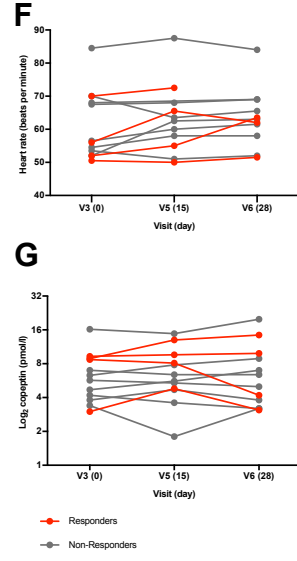 F
Heart rate (beats per minute)
90
80
70
60
50
40
V3 (0) V5 (15) V6 (28)
Visit (day)
G
Log₂ copeptin (pmol/l)
32
16
8
4
2
1
V3 (0) V5 (15) V6 (28)
Visit (day)
Responders
Non-Responders